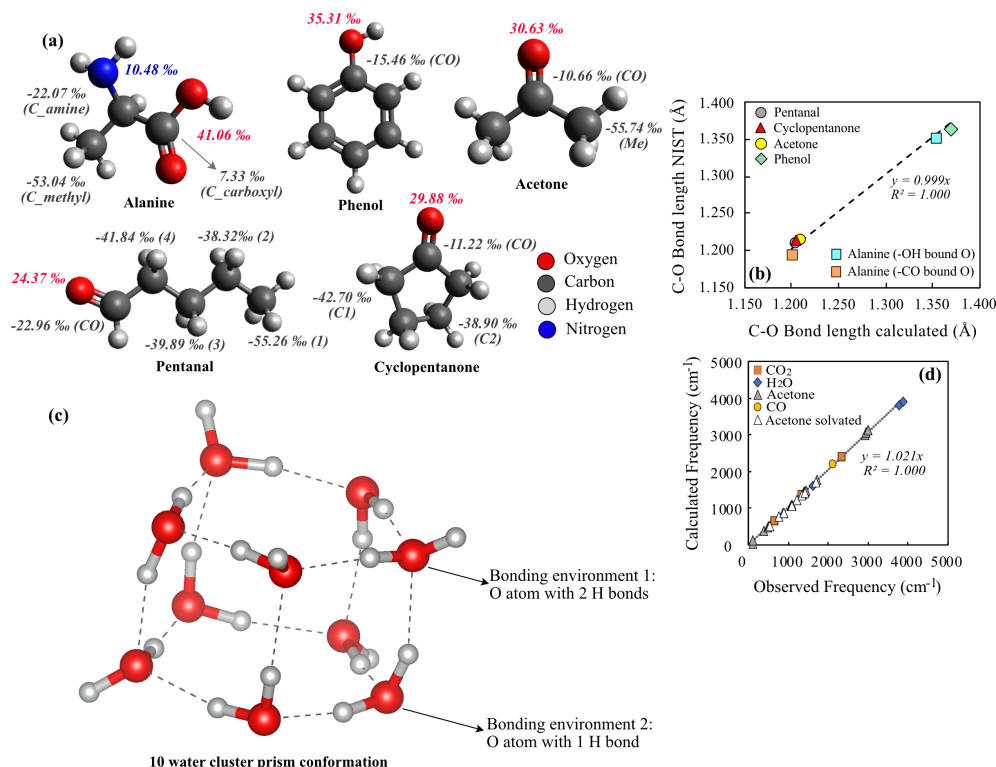 (a)
10.48 ‰
-22.07 ‰
(C_amine)
41.06 ‰
-53.04 ‰
(C_methyl)
7.33 ‰
(C_carboxyl)
Alanine
35.31 ‰
-15.46 ‰ (CO)
Phenol
30.63 ‰
-10.66 ‰ (CO)
-55.74 ‰
(Me)
Acetone
-41.84 ‰ (4)
-38.32‰ (2)
24.37 ‰
-22.96 ‰ (CO)
-39.89 ‰ (3)
-55.26 ‰ (1)
Pentanal
29.88 ‰
-11.22 ‰ (CO)
-42.70 ‰
(C1)
-38.90 ‰
(C2)
Cyclopentanone
Oxygen
Carbon
Hydrogen
Nitrogen
C-O Bond length NIST (Å)
1.400
1.350
1.300
1.250
1.200
1.150
Pentanal
Cyclopentanone
Acetone
Phenol
y = 0.999x
R² = 1.000
Alanine (-OH bound O)
Alanine (-CO bound O)
(b)
1.150
1.200
1.250
1.300
1.350
1.400
C-O Bond length calculated (Å)
(c)
Bonding environment 1:
O atom with 2 H bonds
Bonding environment 2:
O atom with 1 H bond
10 water cluster prism conformation
Calculated Frequency (cm⁻¹)
5000
4000
3000
2000
1000
0
CO₂
H₂O
Acetone
CO
Acetone solvated
(d)
y = 1.021x
R² = 1.000
0
1000
2000
3000
4000
5000
Observed Frequency (cm⁻¹)